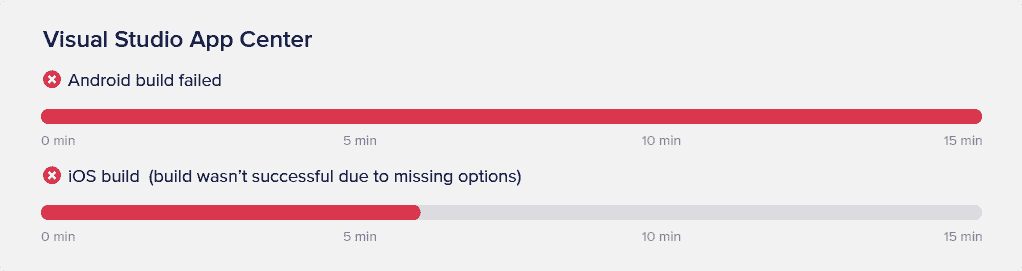 Visual Studio App Center
Android build failed
0 min 5 min 10 min 15 min
iOS build (build wasn’t successful due to missing options)
0 min 5 min 10 min 15 min